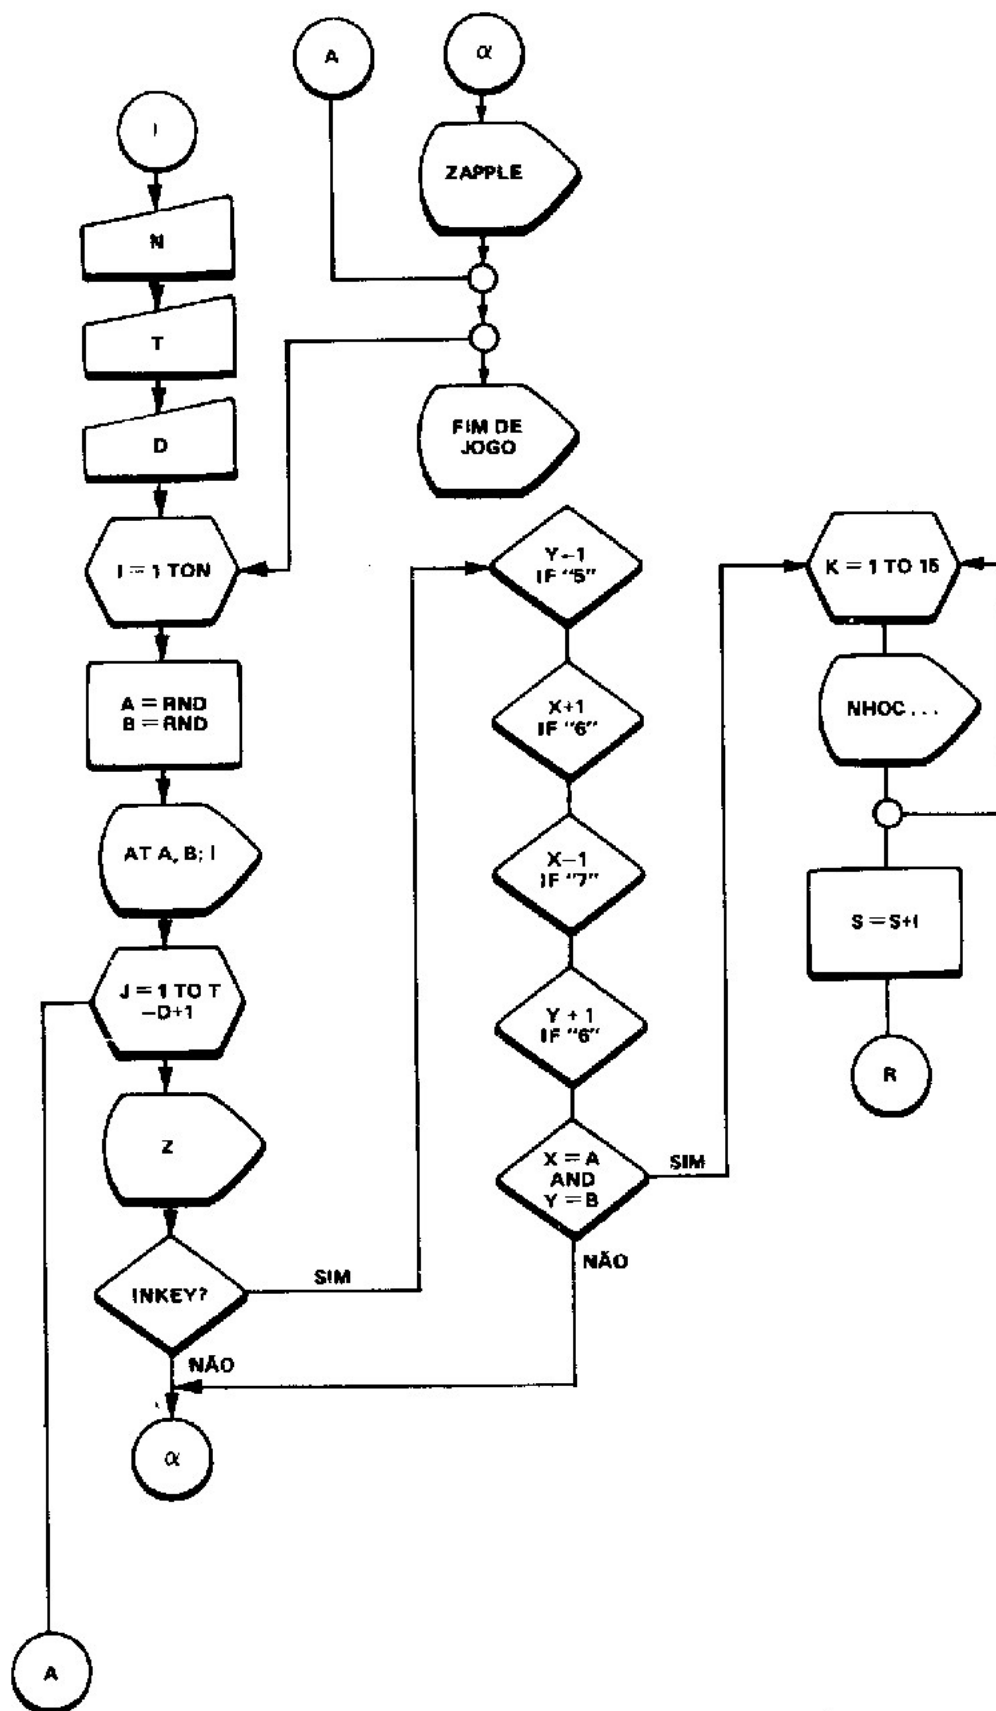 A
α
I
ZAPPLE
N
T
D
FIM DE
JOGO
I = 1 TON
A = RND
B = RND
AT A, B; I
J = 1 TO T
–D+1
Z
INKEY?
SIM
NÃO
α
A
Y–1
IF "5"
X+1
IF "6"
X–1
IF "7"
Y + 1
IF "6"
X = A
AND
Y = B
SIM
NÃO
K = 1 TO 15
NHOC . . .
S = S+I
R